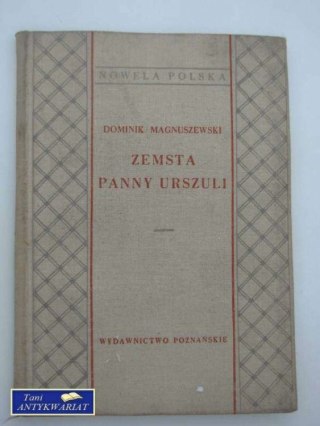 NOWELA POLSKA
DOMINIK MAGNUSZEWSKI
ZEMSTA
PANNY URSZULI
WYDAWNICTWO POZNAŃSKIE
Tani
ANTYKWARIAT